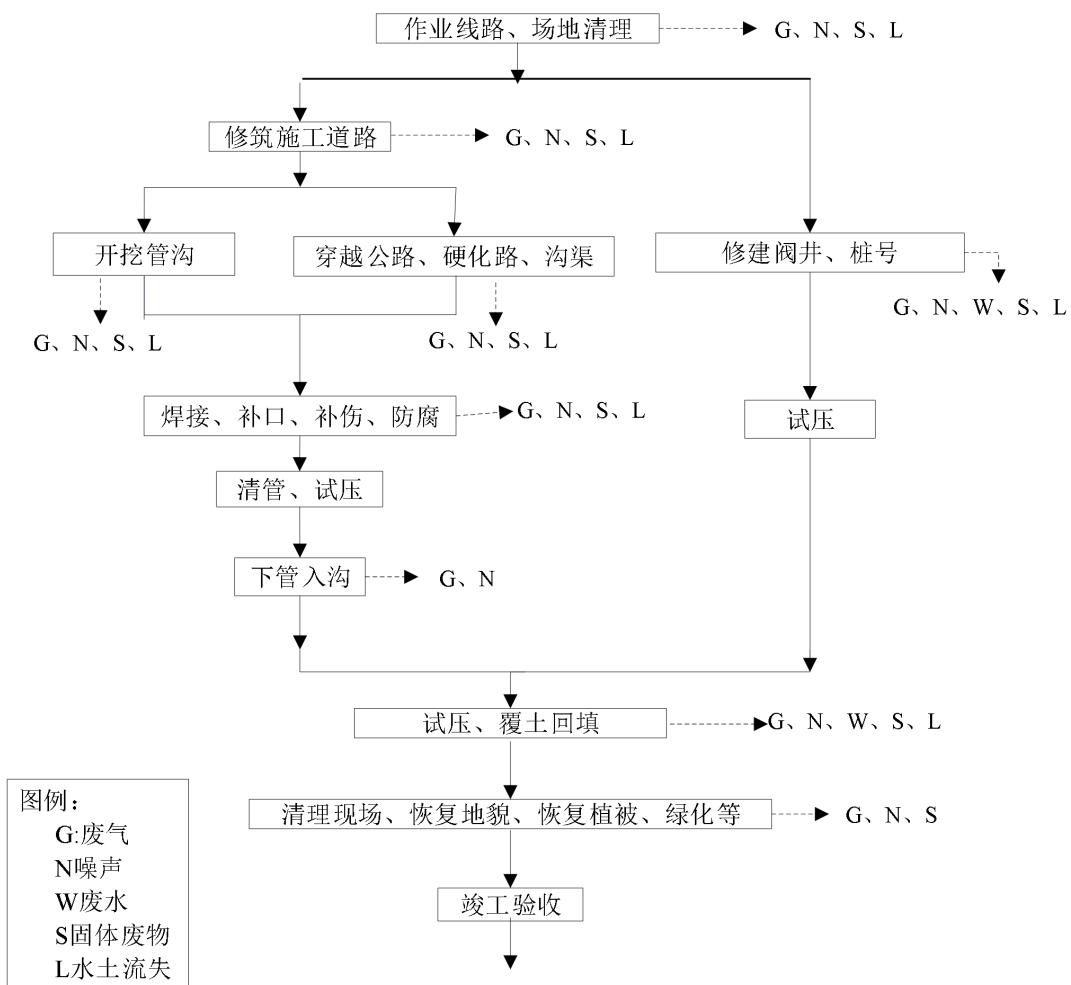 作业线路、场地清理
G、N、S、L
修筑施工道路
G、N、S、L
开挖管沟
穿越公路、硬化路、沟渠
修建阀井、桩号
G、N、W、S、L
G、N、S、L
G、N、S、L
焊接、补口、补伤、防腐
G、N、S、L
试压
清管、试压
下管入沟
G、N
试压、覆土回填
G、N、W、S、L
清理现场、恢复地貌、恢复植被、绿化等
G、N、S
竣工验收
图例：
G:废气
N噪声
W废水
S固体废物
L水土流失